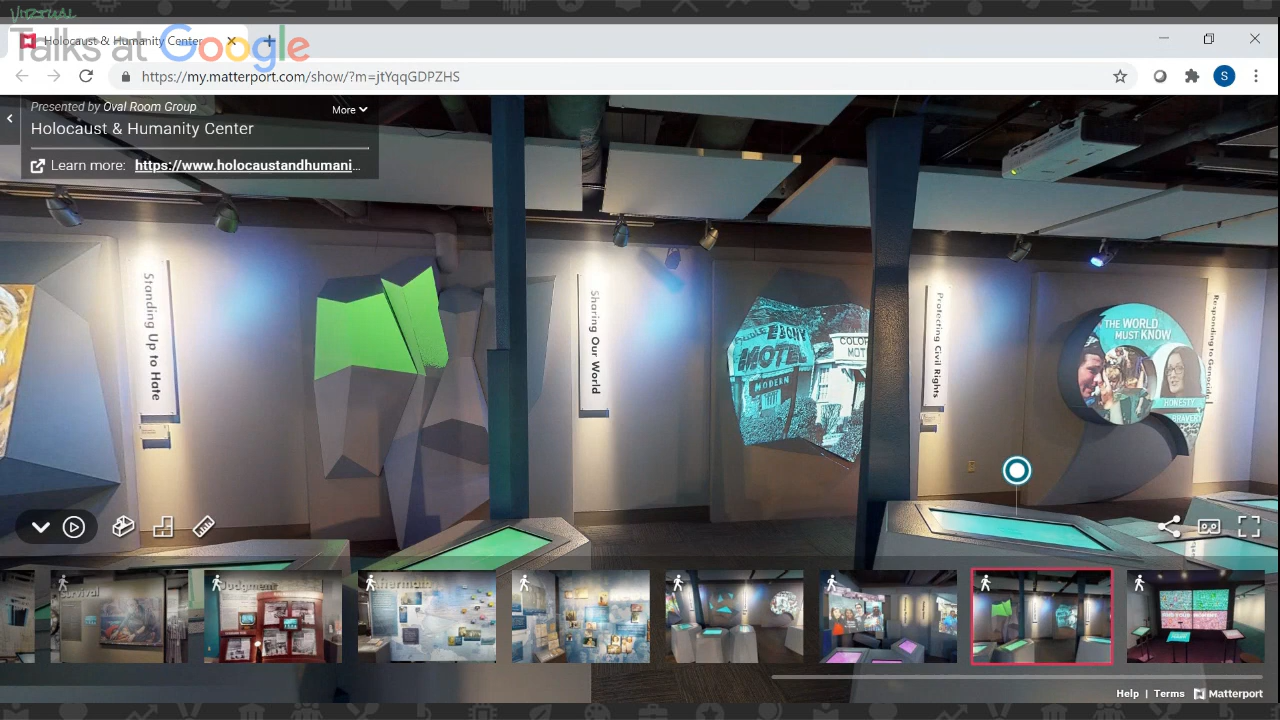 VIRTUAL
Talks at Google
Holocaust & Humanity Center
https://my.matterport.com/show/?m=jtYqqGDPZHS
S
Presented by Oval Room Group
More
Holocaust & Humanity Center
Learn more: https://www.holocaustandhumani...
Standing Up to Hate
Sharing Our World
EBONY
MOTEL
MODERN
COLOR
MOT
Protecting Civil Rights
THE WORLD
MUST KNOW
HONESTY
BRAVERY
Responding to Genocide
Survival
Judgment
Aftermath
Help | Terms
Matterport